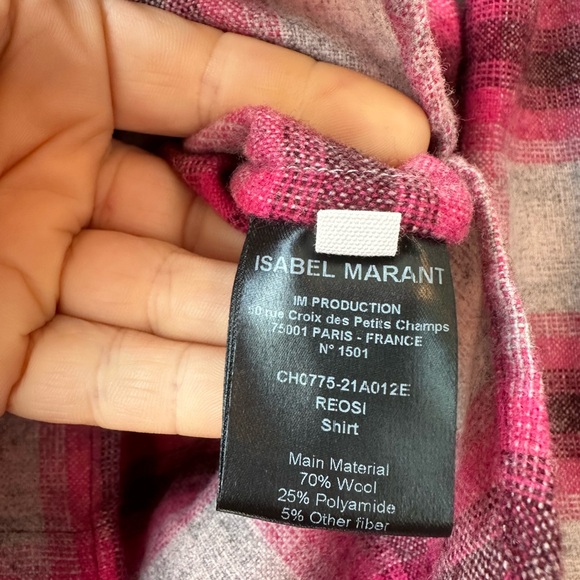 ISABEL MARANT
IM PRODUCTION
50 rue Croix des Petits Champs
75001 PARIS - FRANCE
N° 1501
CH0775-21A012E
REOSI
Shirt
Main Material
70% Wool
25% Polyamide
5% Other fiber